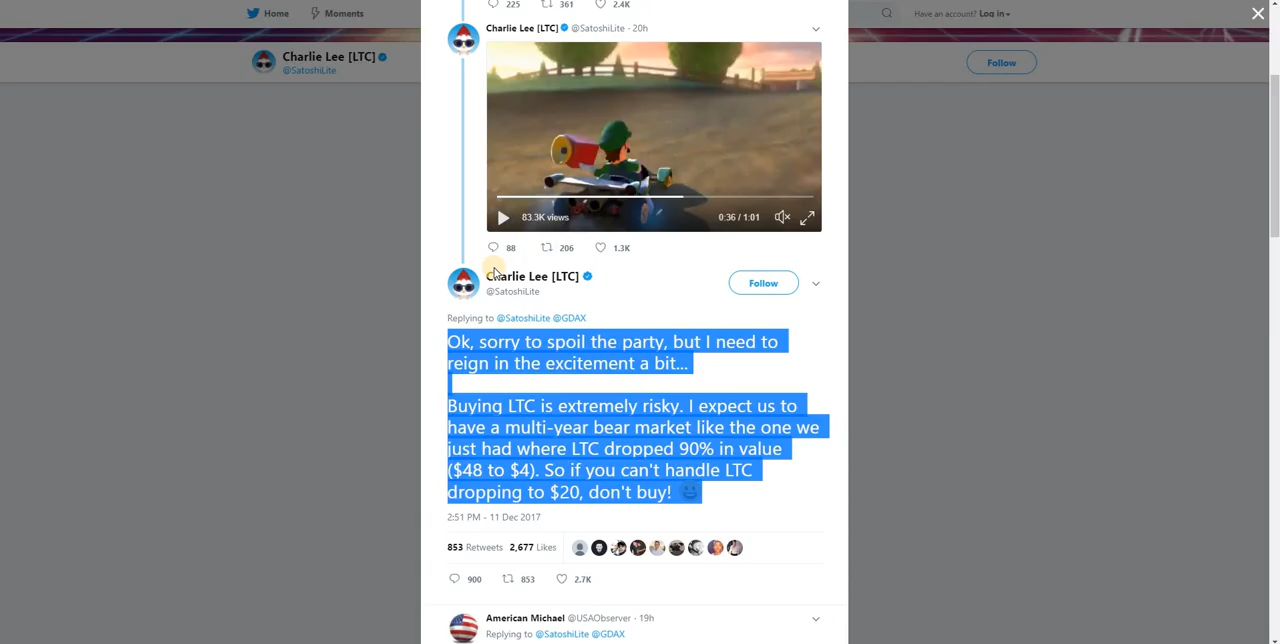 Home Moments Have an account? Log in
225 361 2.4K
Charlie Lee [LTC] @SatoshiLite · 20h
Charlie Lee [LTC]
@SatoshiLite
Follow
83.3K views 0:36 / 1:01
88 206 1.3K
Charlie Lee [LTC]
@SatoshiLite
Follow
Replying to @SatoshiLite @GDAX
Ok, sorry to spoil the party, but I need to
reign in the excitement a bit...
Buying LTC is extremely risky. I expect us to
have a multi-year bear market like the one we
just had where LTC dropped 90% in value
($48 to $4). So if you can't handle LTC
dropping to $20, don't buy! 😀
2:51 PM - 11 Dec 2017
853 Retweets 2,677 Likes
900 853 2.7K
American Michael @USAObserver · 19h
Replying to @SatoshiLite @GDAX